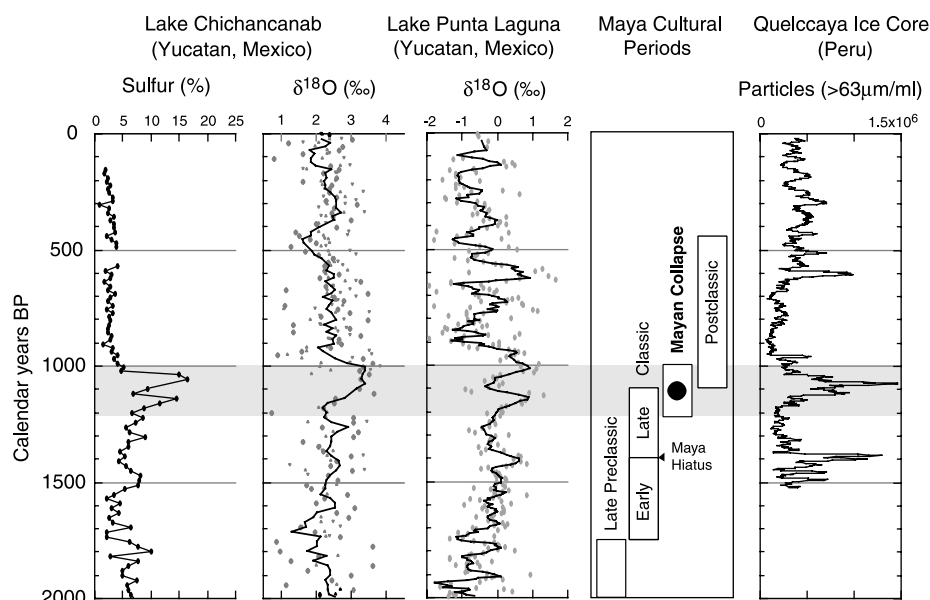 Lake Chichancanab
(Yucatan, Mexico)
Lake Punta Laguna
(Yucatan, Mexico)
Maya Cultural
Periods
Quelccaya Ice Core
(Peru)
Sulfur (%)
δ18O (‰)
δ18O (‰)
Particles (>63μm/ml)
0 5 10 15 20 25
1 2 3 4
-2 -1 0 1 2
0 1.5x10⁶
Calendar years BP
0
500
1000
1500
2000
Late Preclassic
Early
Late
Classic
Mayan Collapse
Postclassic
Maya
Hiatus